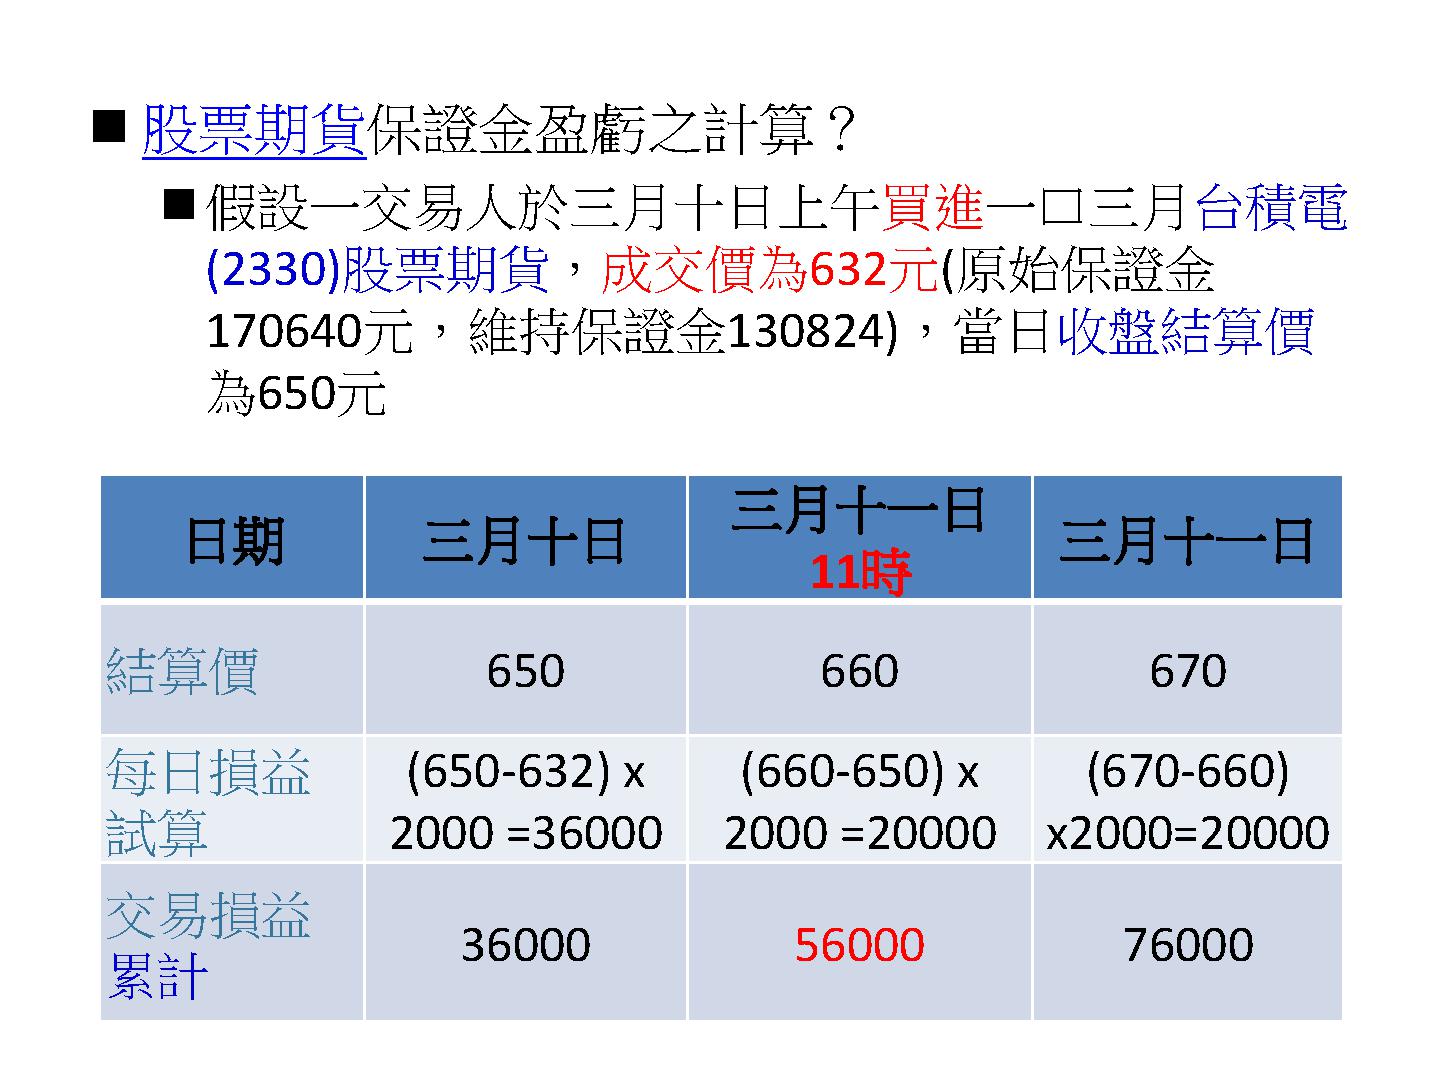 股票期貨保證金盈虧之計算？
假設一交易人於三月十日上午買進一口三月台積電
(2330)股票期貨，成交價為632元(原始保證金
170640元，維持保證金130824)，當日收盤結算價
為650元
日期 三月十日 三月十一日 11時 三月十一日
結算價 650 660 670
每日損益 (650-632) x (660-650) x (670-660)
試算 2000 =36000 2000 =20000 x2000=20000
交易損益
累計 36000 56000 76000